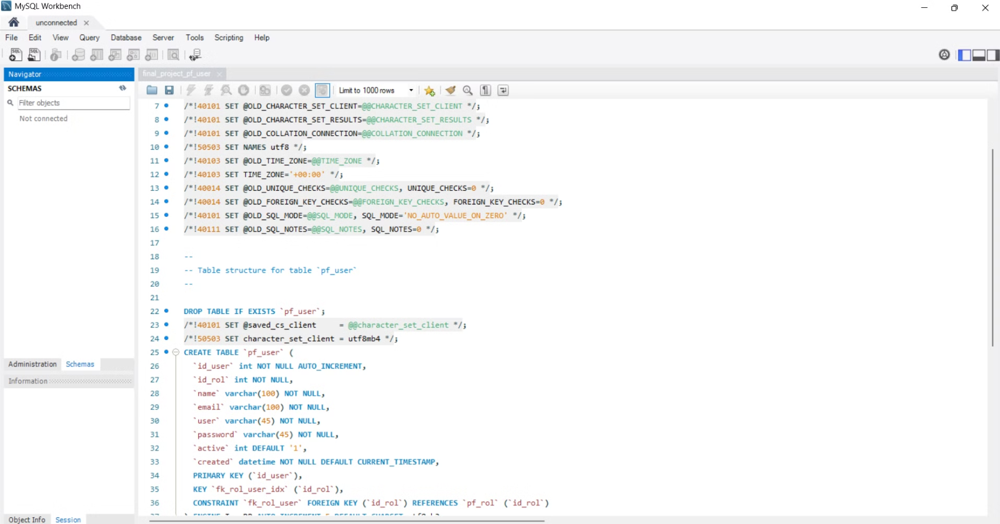 MySQL Workbench
unconnected
File Edit View Query Database Server Tools Scripting Help
Navigator
SCHEMAS
Filter objects
Not connected
Administration Schemas
Information
Object Info Session
final_project_pf_user
Limit to 1000 rows
7 /*!40101 SET @OLD_CHARACTER_SET_CLIENT=@@CHARACTER_SET_CLIENT */;
8 /*!40101 SET @OLD_CHARACTER_SET_RESULTS=@@CHARACTER_SET_RESULTS */;
9 /*!40101 SET @OLD_COLLATION_CONNECTION=@@COLLATION_CONNECTION */;
10 /*!50503 SET NAMES utf8 */;
11 /*!40103 SET @OLD_TIME_ZONE=@@TIME_ZONE */;
12 /*!40103 SET TIME_ZONE='+00:00' */;
13 /*!40014 SET @OLD_UNIQUE_CHECKS=@@UNIQUE_CHECKS, UNIQUE_CHECKS=0 */;
14 /*!40014 SET @OLD_FOREIGN_KEY_CHECKS=@@FOREIGN_KEY_CHECKS, FOREIGN_KEY_CHECKS=0 */;
15 /*!40101 SET @OLD_SQL_MODE=@@SQL_MODE, SQL_MODE='NO_AUTO_VALUE_ON_ZERO' */;
16 /*!40111 SET @OLD_SQL_NOTES=@@SQL_NOTES, SQL_NOTES=0 */;
17
18 --
19 -- Table structure for table `pf_user`
20 --
21
22 DROP TABLE IF EXISTS `pf_user`;
23 /*!40101 SET @saved_cs_client     = @@character_set_client */;
24 /*!50503 SET character_set_client = utf8mb4 */;
25 CREATE TABLE `pf_user` (
26 `id_user` int NOT NULL AUTO_INCREMENT,
27 `id_rol` int NOT NULL,
28 `name` varchar(100) NOT NULL,
29 `email` varchar(100) NOT NULL,
30 `user` varchar(45) NOT NULL,
31 `password` varchar(45) NOT NULL,
32 `active` int DEFAULT '1',
33 `created` datetime NOT NULL DEFAULT CURRENT_TIMESTAMP,
34 PRIMARY KEY (`id_user`),
35 KEY `fk_rol_user_idx` (`id_rol`),
36 CONSTRAINT `fk_rol_user` FOREIGN KEY (`id_rol`) REFERENCES `pf_rol` (`id_rol`)